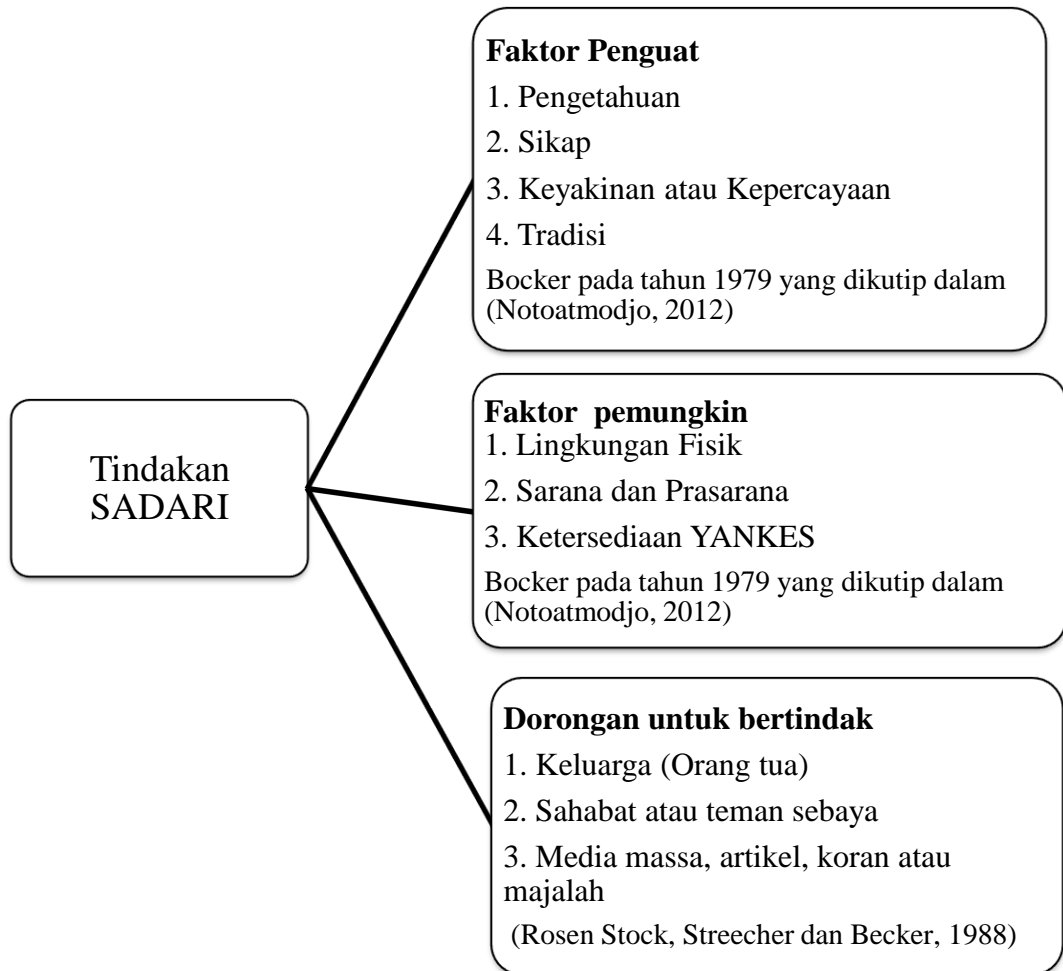 Tindakan
SADARI
Faktor Penguat
1. Pengetahuan
2. Sikap
3. Keyakinan atau Kepercayaan
4. Tradisi
Bocker pada tahun 1979 yang dikutip dalam
(Notoatmodjo, 2012)
Faktor pemungkin
1. Lingkungan Fisik
2. Sarana dan Prasarana
3. Ketersediaan YANKES
Bocker pada tahun 1979 yang dikutip dalam
(Notoatmodjo, 2012)
Dorongan untuk bertindak
1. Keluarga (Orang tua)
2. Sahabat atau teman sebaya
3. Media massa, artikel, koran atau
majalah
(Rosen Stock, Streecher dan Becker, 1988)